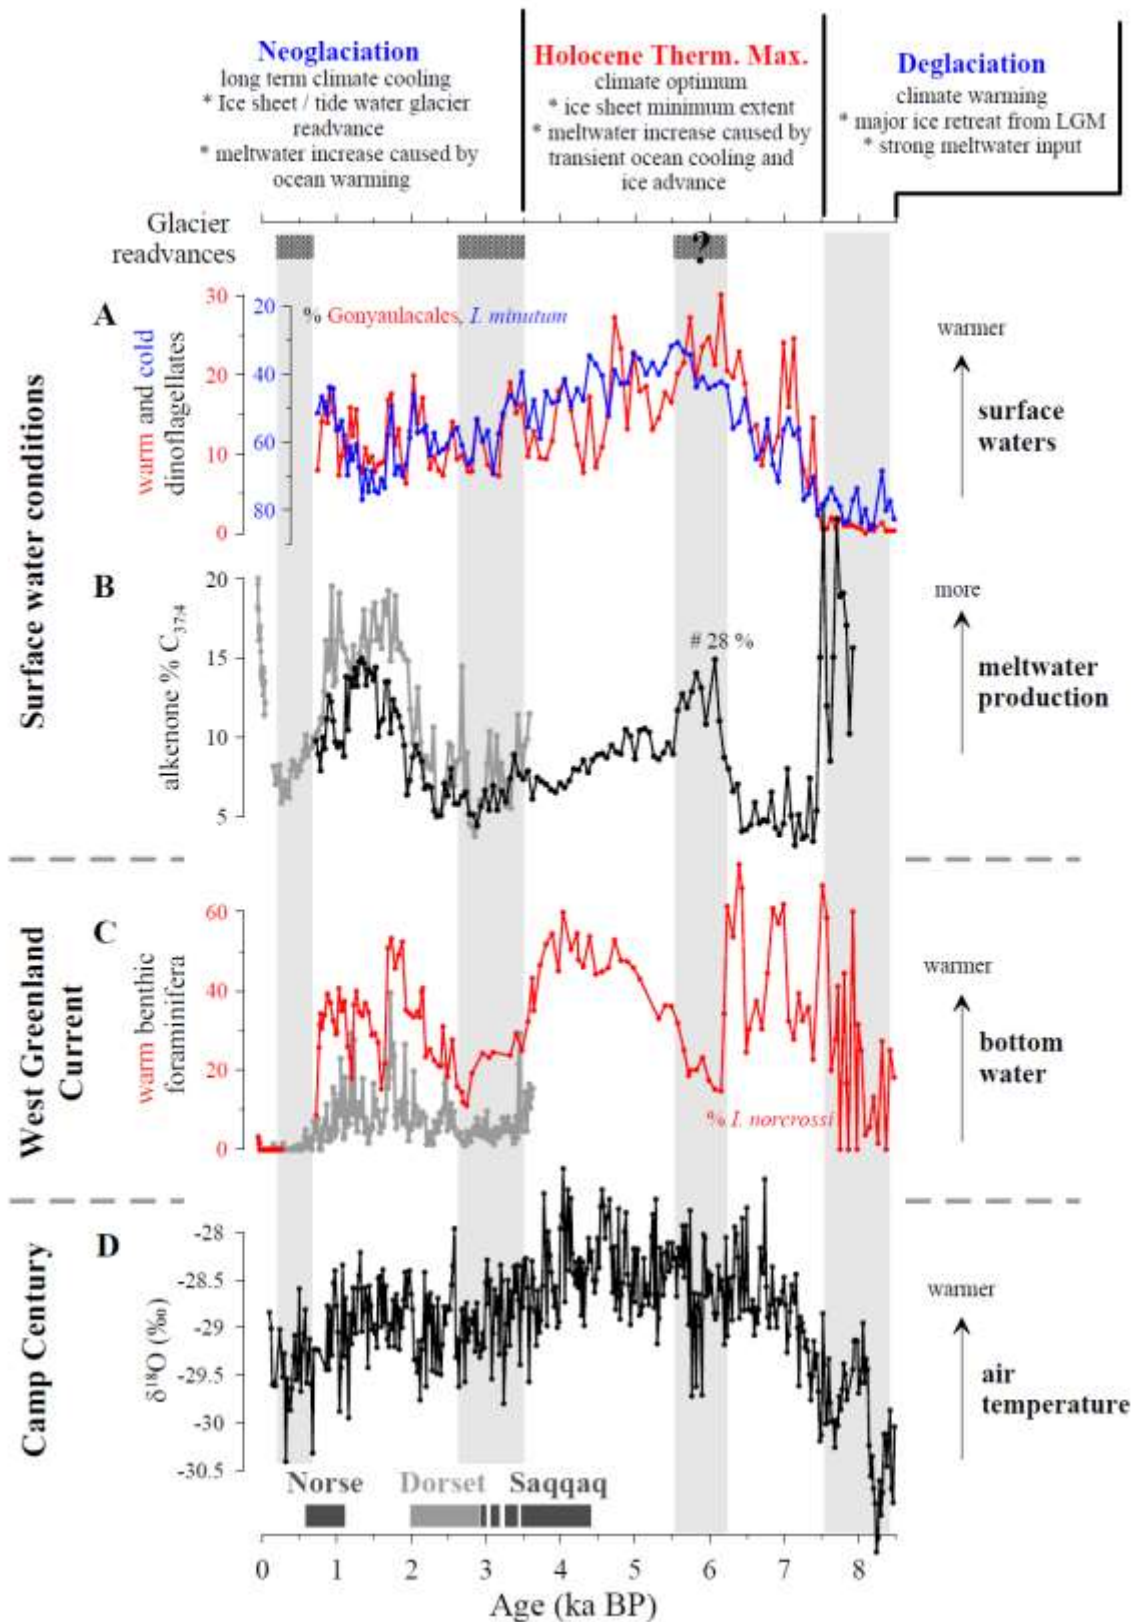 Neoglaciation
long term climate cooling
* Ice sheet / tide water glacier
readvance
* meltwater increase caused by
ocean warming
Holocene Therm. Max.
climate optimum
* ice sheet minimum extent
* meltwater increase caused by
transient ocean cooling and
ice advance
Deglaciation
climate warming
* major ice retreat from LGM
* strong meltwater input
Glacier
readvances
?
Surface water conditions
A
warm and cold
dinoflagellates
30
20
10
0
20
40
60
80
% Gonyaulacales, I. minutum
warmer
surface
waters
B
alkenone % C37:4
20
15
10
5
# 28 %
more
meltwater
production
West Greenland
Current
C
warm benthic
foraminifera
60
40
20
0
% I. norcrossi
warmer
bottom
water
Camp Century
D
δ18O (‰)
-28
-28.5
-29
-29.5
-30
-30.5
warmer
air
temperature
Norse
Dorset
Saqqaq
0 1 2 3 4 5 6 7 8
Age (ka BP)